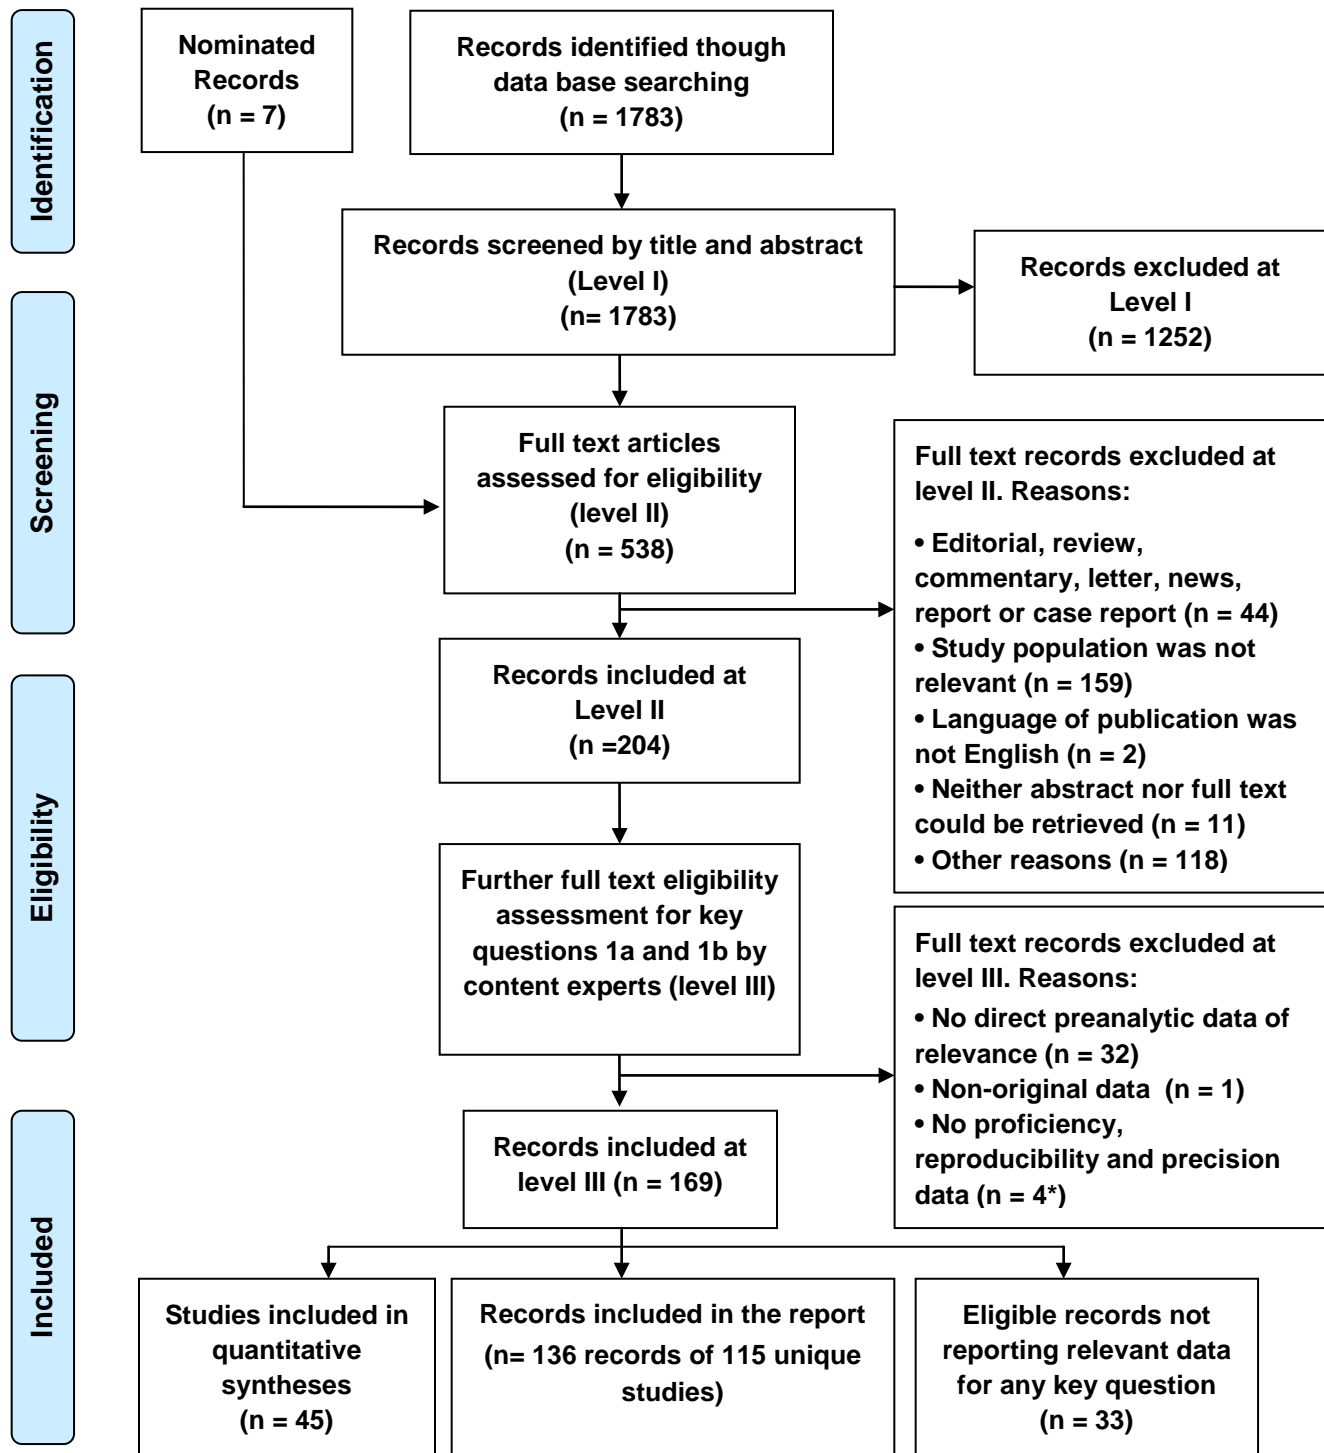 Identification
Nominated
Records
(n = 7)
Records identified though
data base searching
(n = 1783)
Records screened by title and abstract
(Level I)
(n= 1783)
Records excluded at
Level I
(n = 1252)
Screening
Full text articles
assessed for eligibility
(level II)
(n = 538)
Full text records excluded at
level II. Reasons:
• Editorial, review,
commentary, letter, news,
report or case report (n = 44)
• Study population was not
relevant (n = 159)
• Language of publication was
not English (n = 2)
• Neither abstract nor full text
could be retrieved (n = 11)
• Other reasons (n = 118)
Records included at
Level II
(n =204)
Eligibility
Further full text eligibility
assessment for key
questions 1a and 1b by
content experts (level III)
Full text records excluded at
level III. Reasons:
• No direct preanalytic data of
relevance (n = 32)
• Non-original data  (n = 1)
• No proficiency,
reproducibility and precision
data (n = 4*)
Included
Records included at
level III (n = 169)
Studies included in
quantitative
syntheses
(n = 45)
Records included in the report
(n= 136 records of 115 unique
studies)
Eligible records not
reporting relevant data
for any key question
(n = 33)